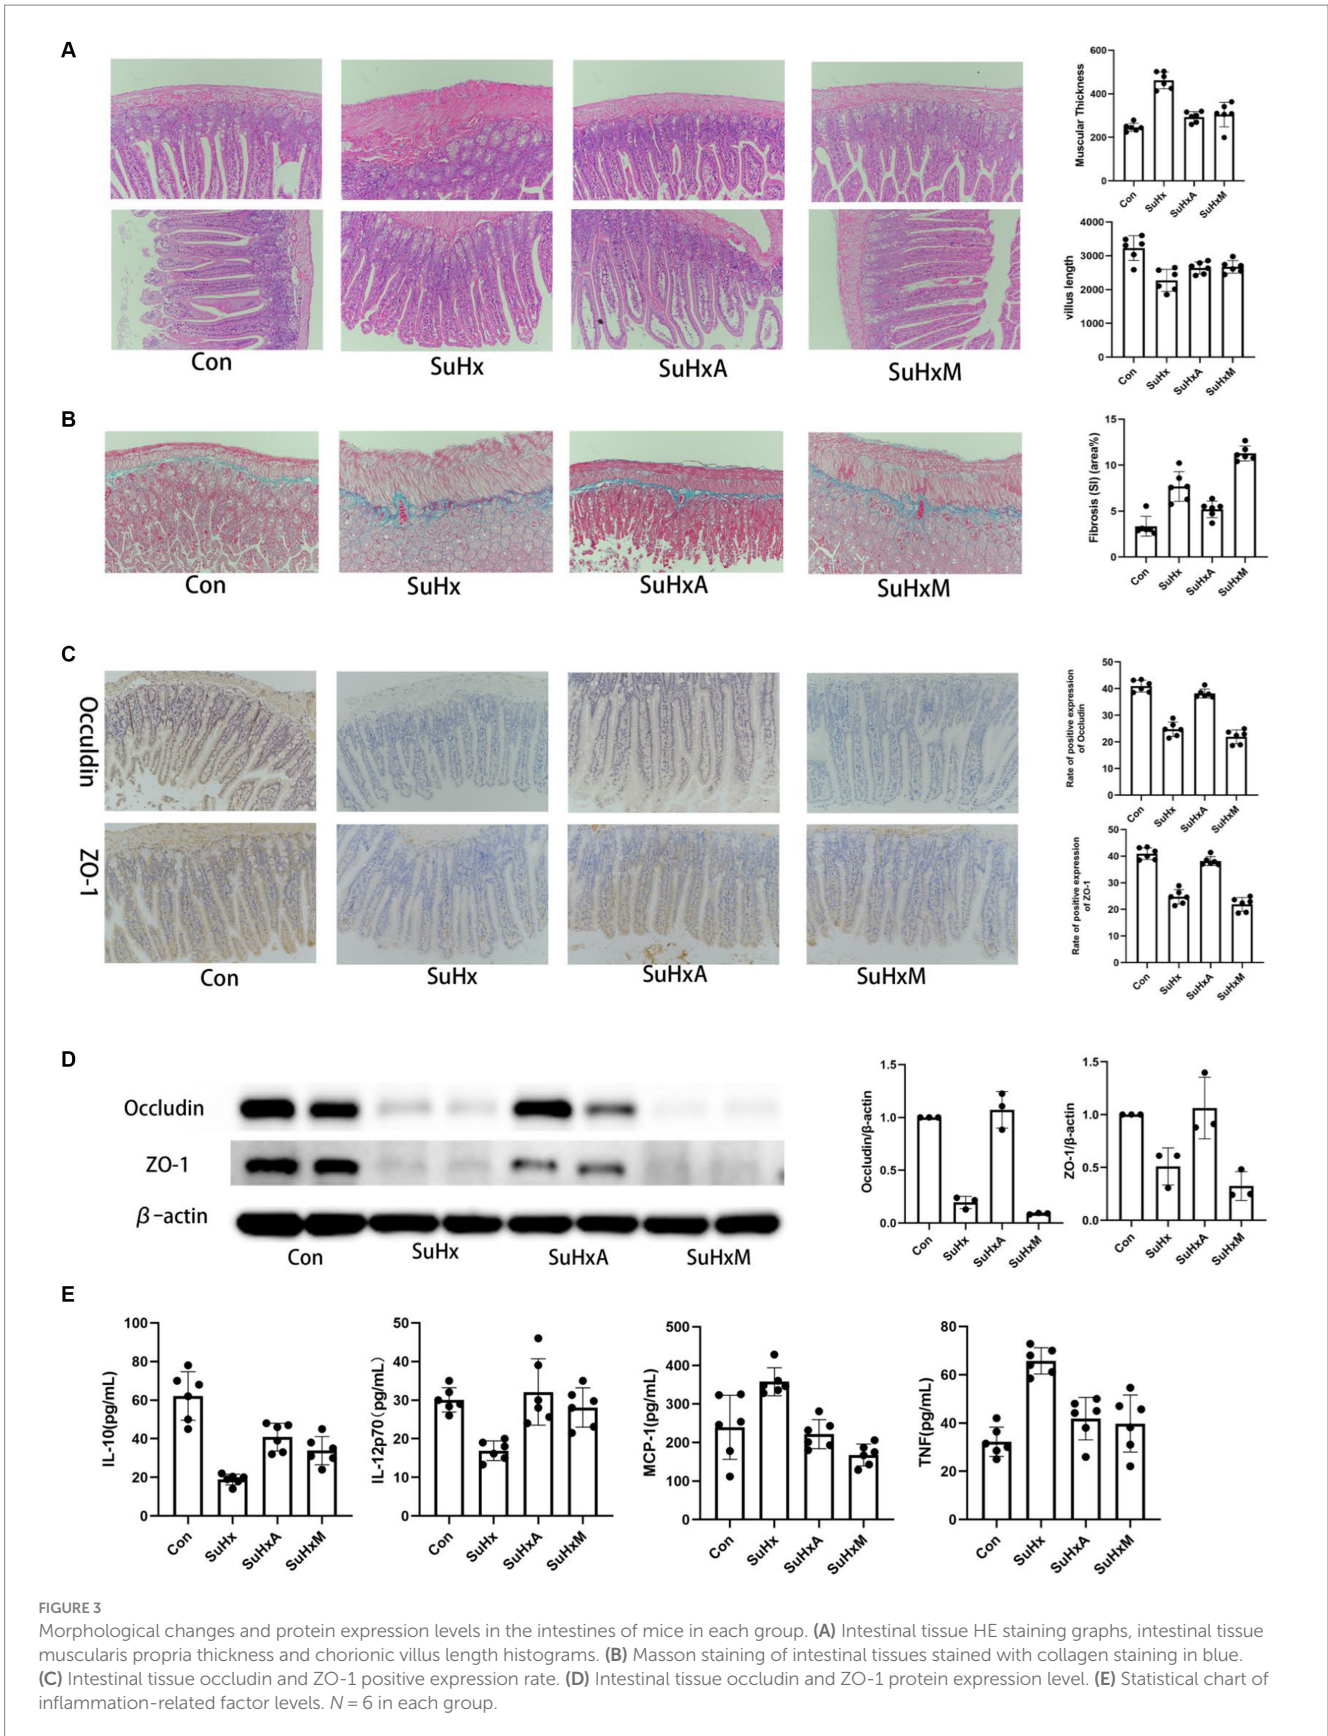 A
Con
SuHx
SuHxA
SuHxM
Muscular Thickness
600
400
200
0
Con
SuHx
SuHxA
SuHxM
villus length
4000
3000
2000
1000
0
Con
SuHx
SuHxA
SuHxM
B
Con
SuHx
SuHxA
SuHxM
Fibrosis (SI) (area%)
15
10
5
0
Con
SuHx
SuHxA
SuHxM
C
Occuldin
ZO-1
Con
SuHx
SuHxA
SuHxM
Rate of positive expression
of Occludin
50
40
30
20
10
0
Con
SuHx
SuHxA
SuHxM
Rate of positive expression
of ZO-1
50
40
30
20
10
0
Con
SuHx
SuHxA
SuHxM
D
Occludin
ZO-1
β-actin
Con
SuHx
SuHxA
SuHxM
Occludin/β-actin
1.5
1.0
0.5
0.0
Con
SuHx
SuHxA
SuHxM
ZO-1/β-actin
1.5
1.0
0.5
0.0
Con
SuHx
SuHxA
SuHxM
E
IL-10(pg/mL)
100
80
60
40
20
0
Con
SuHx
SuHxA
SuHxM
IL-12p70 (pg/mL)
50
40
30
20
10
0
Con
SuHx
SuHxA
SuHxM
MCP-1(pg/mL)
500
400
300
200
100
0
Con
SuHx
SuHxA
SuHxM
TNF(pg/mL)
80
60
40
20
0
Con
SuHx
SuHxA
SuHxM
FIGURE 3
Morphological changes and protein expression levels in the intestines of mice in each group. (A) Intestinal tissue HE staining graphs, intestinal tissue
muscularis propria thickness and chorionic villus length histograms. (B) Masson staining of intestinal tissues stained with collagen staining in blue.
(C) Intestinal tissue occludin and ZO-1 positive expression rate. (D) Intestinal tissue occludin and ZO-1 protein expression level. (E) Statistical chart of
inflammation-related factor levels. N = 6 in each group.